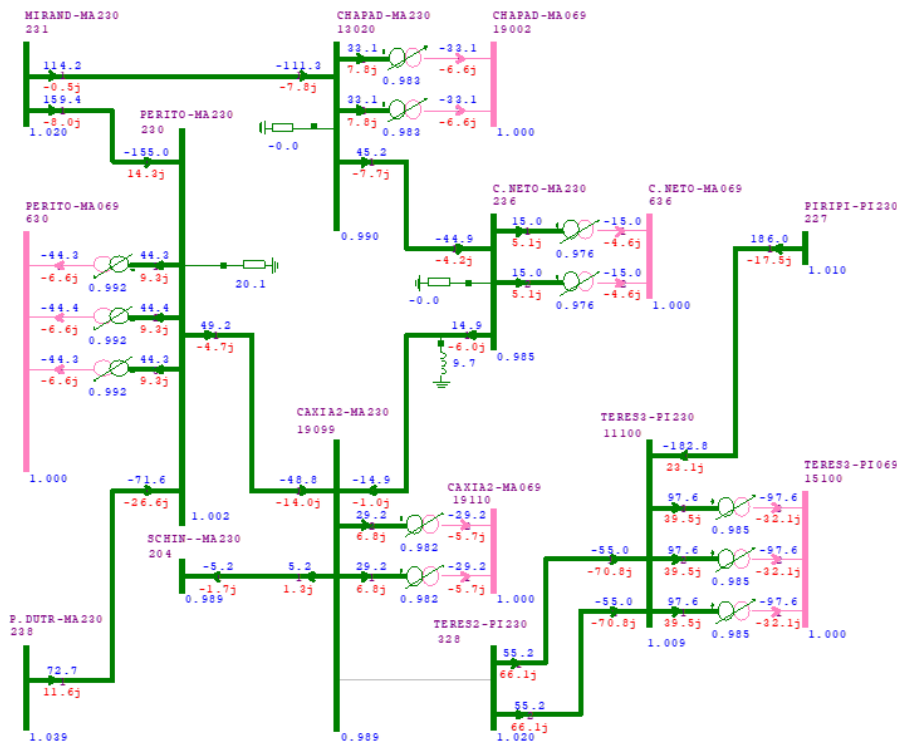 MIRAND-MA230
231
114.2
-0.5j
159.4
-8.0j
1.020
CHAPAD-MA230
13020
-111.3
-7.8j
33.1
7.8j
0.983
-33.1
-6.6j
33.1
7.8j
0.983
-33.1
-6.6j
CHAPAD-MA069
19002
1.000
-0.0
45.2
-7.7j
0.990
PERITO-MA230
230
-155.0
14.3j
PERITO-MA069
630
-44.3
-6.6j
0.992
44.3
9.3j
20.1
-44.4
-6.6j
0.992
44.4
9.3j
-44.3
-6.6j
0.992
44.3
9.3j
49.2
-4.7j
1.000
-71.6
-26.6j
1.002
C.NETO-MA230
236
-44.9
-4.2j
15.0
5.1j
0.976
-15.0
-4.6j
15.0
5.1j
0.976
-15.0
-4.6j
C.NETO-MA069
636
1.000
-0.0
14.9
-6.0j
9.7
0.985
PIRIPI-PI230
227
186.0
-17.5j
1.010
CAXIA2-MA230
19099
-48.8
-14.0j
-14.9
-1.0j
29.2
6.8j
0.982
-29.2
-5.7j
29.2
6.8j
0.982
-29.2
-5.7j
CAXIA2-MA069
19110
1.000
5.2
1.3j
0.989
SCHIN--MA230
204
-5.2
-1.7j
0.989
P.DUTR-MA230
238
72.7
11.6j
1.039
TERES2-PI230
328
55.2
66.1j
55.2
66.1j
1.020
TERES3-PI230
11100
-182.8
23.1j
-55.0
-70.8j
-55.0
-70.8j
97.6
39.5j
0.985
-97.6
-32.1j
97.6
39.5j
0.985
-97.6
-32.1j
97.6
39.5j
0.985
-97.6
-32.1j
1.009
TERES3-PI069
15100
1.000